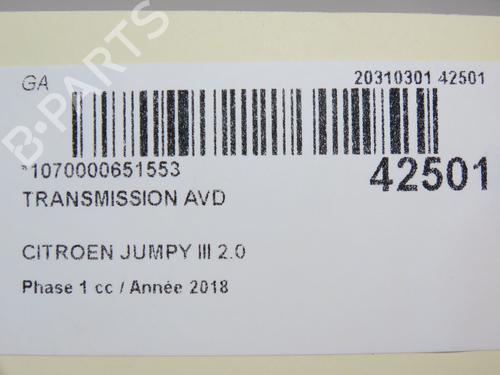 GA
20310301 42501
*1070000651553
42501
TRANSMISSION AVD
CITROEN JUMPY III 2.0
Phase 1 cc / Année 2018
B-PARTS